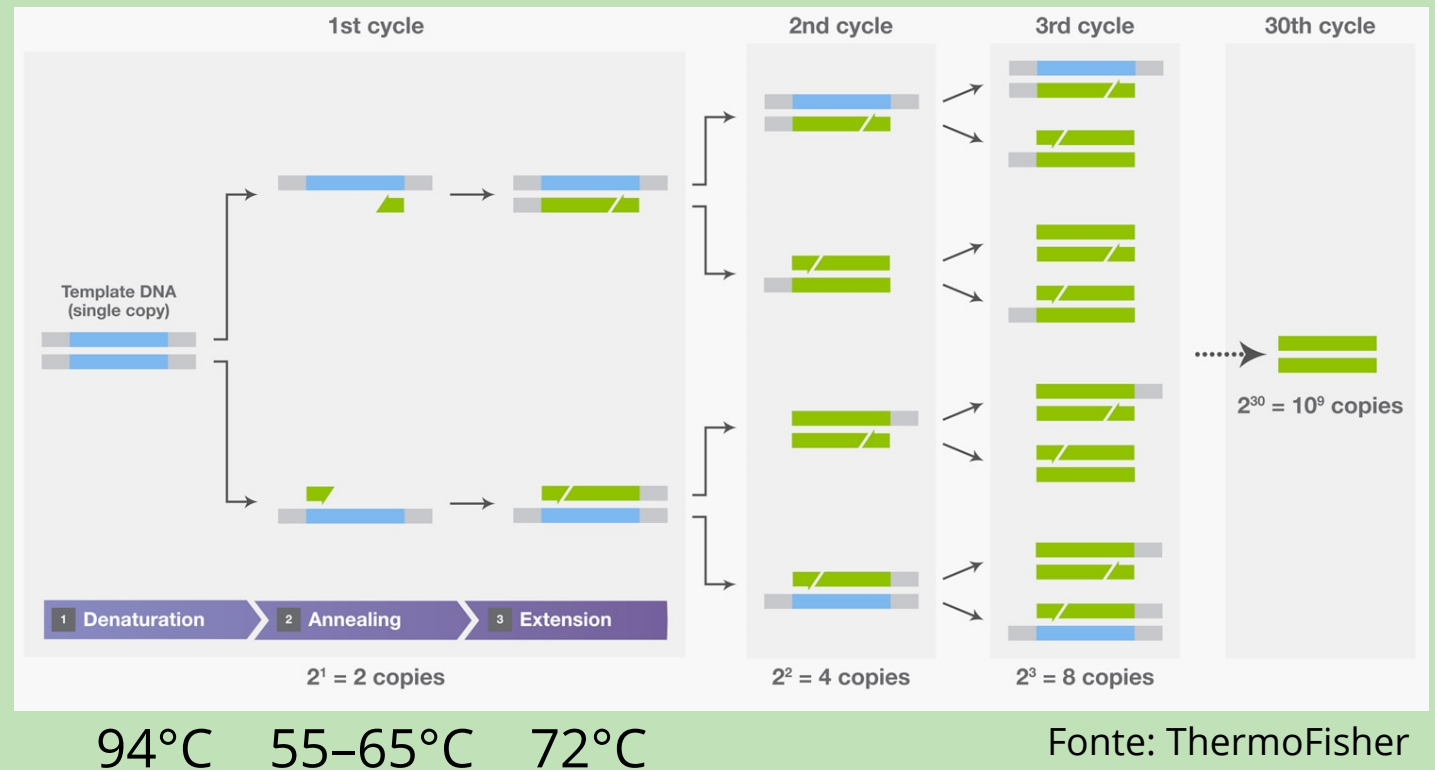 1st cycle
2nd cycle
3rd cycle
30th cycle
Template DNA
(single copy)
2³⁰ = 10⁹ copies
1 Denaturation
2 Annealing
3 Extension
2¹ = 2 copies
2² = 4 copies
2³ = 8 copies
94°C
55–65°C
72°C
Fonte: ThermoFisher